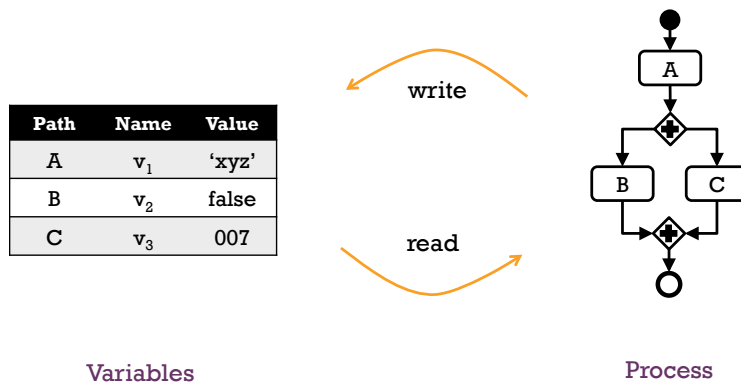 A
write
Path Name Value
A v₁ ‘xyz’
B v₂ false
C v₃ 007
B C
read
Variables
Process